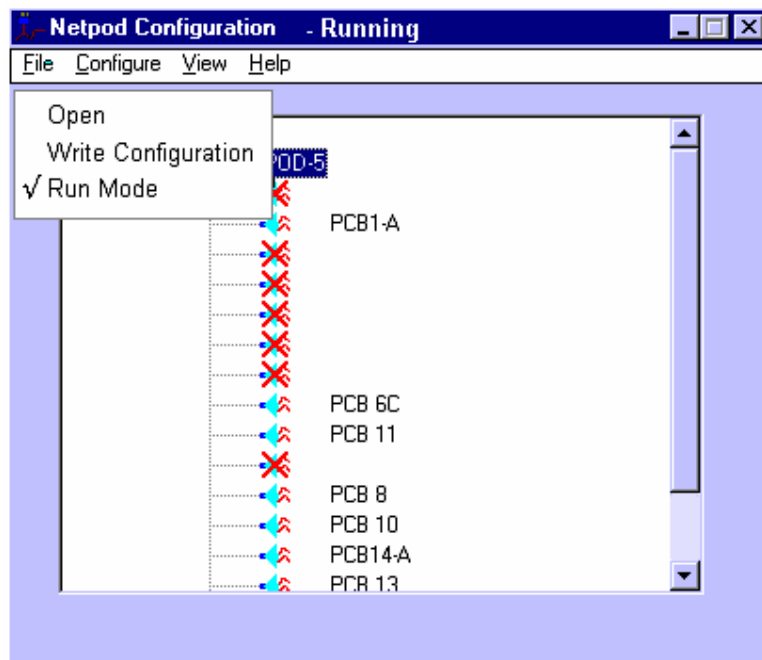 Netpod Configuration - Running
File Configure View Help
Open
Write Configuration
√ Run Mode
POD-5
PCB1-A
PCB 6C
PCB 11
PCB 8
PCB 10
PCB14-A
PCB 13